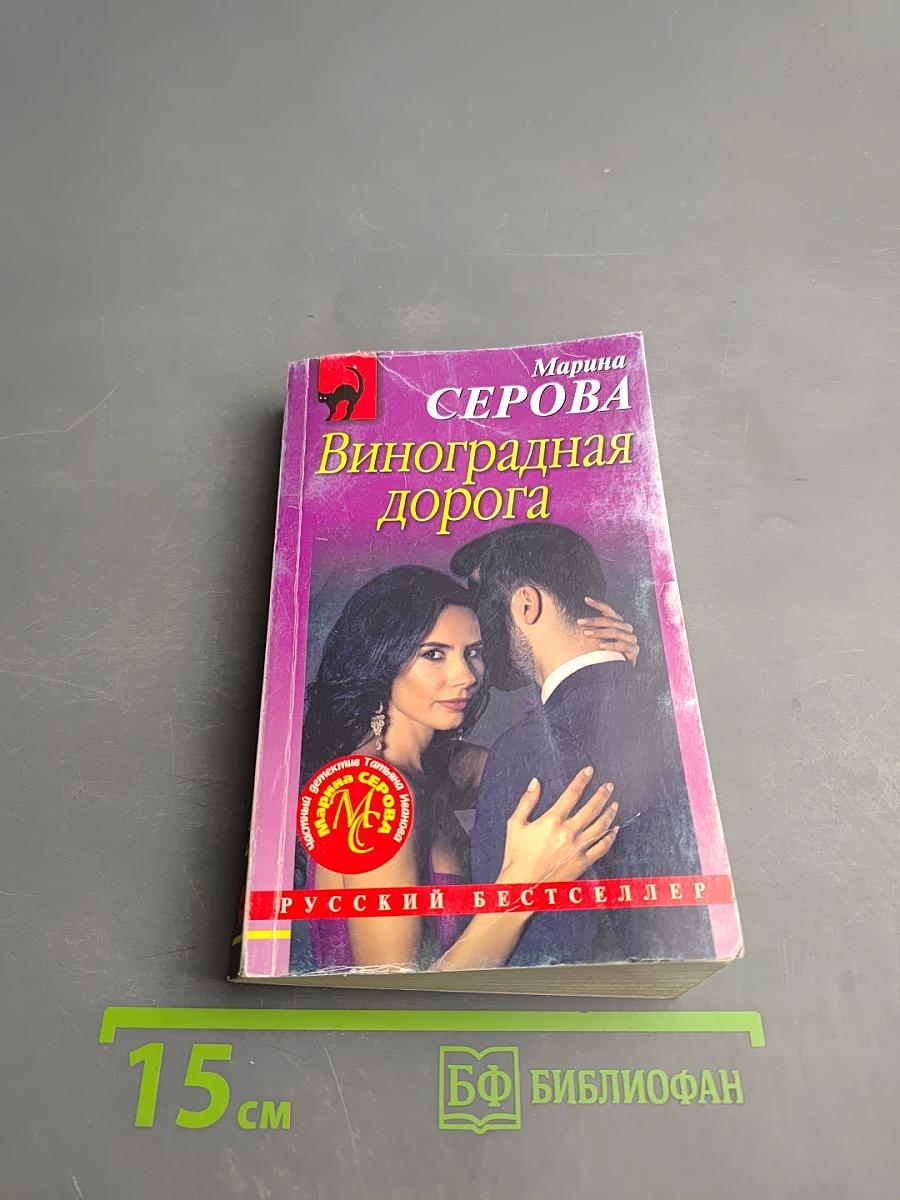 Марина
СЕРОВА
Виноградная
дорога
частный детектив Татьяна Иванова
Марина СЕРОВА
МС
РУССКИЙ БЕСТСЕЛЛЕР
15 см
БФ БИБЛИОФАН